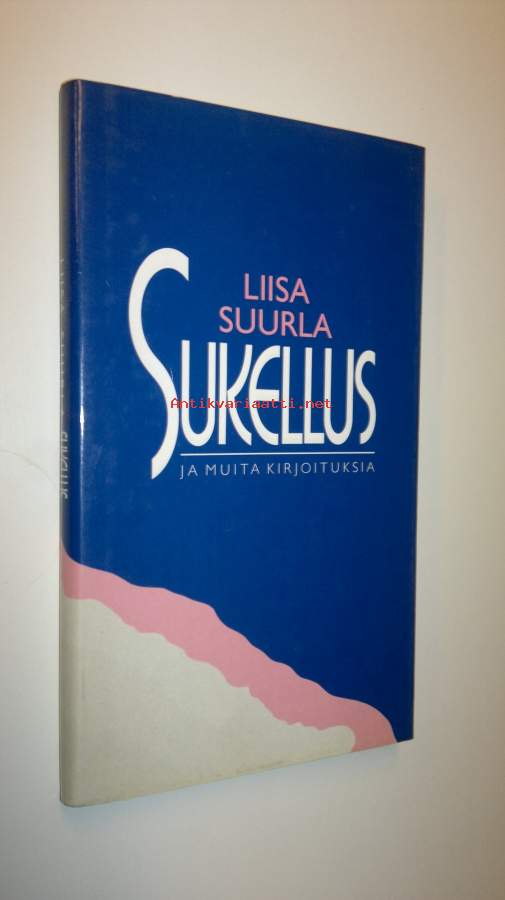 LIISA
SUURLA
SUKELLUS
Antikvariaatti.net
JA MUITA KIRJOITUKSIA